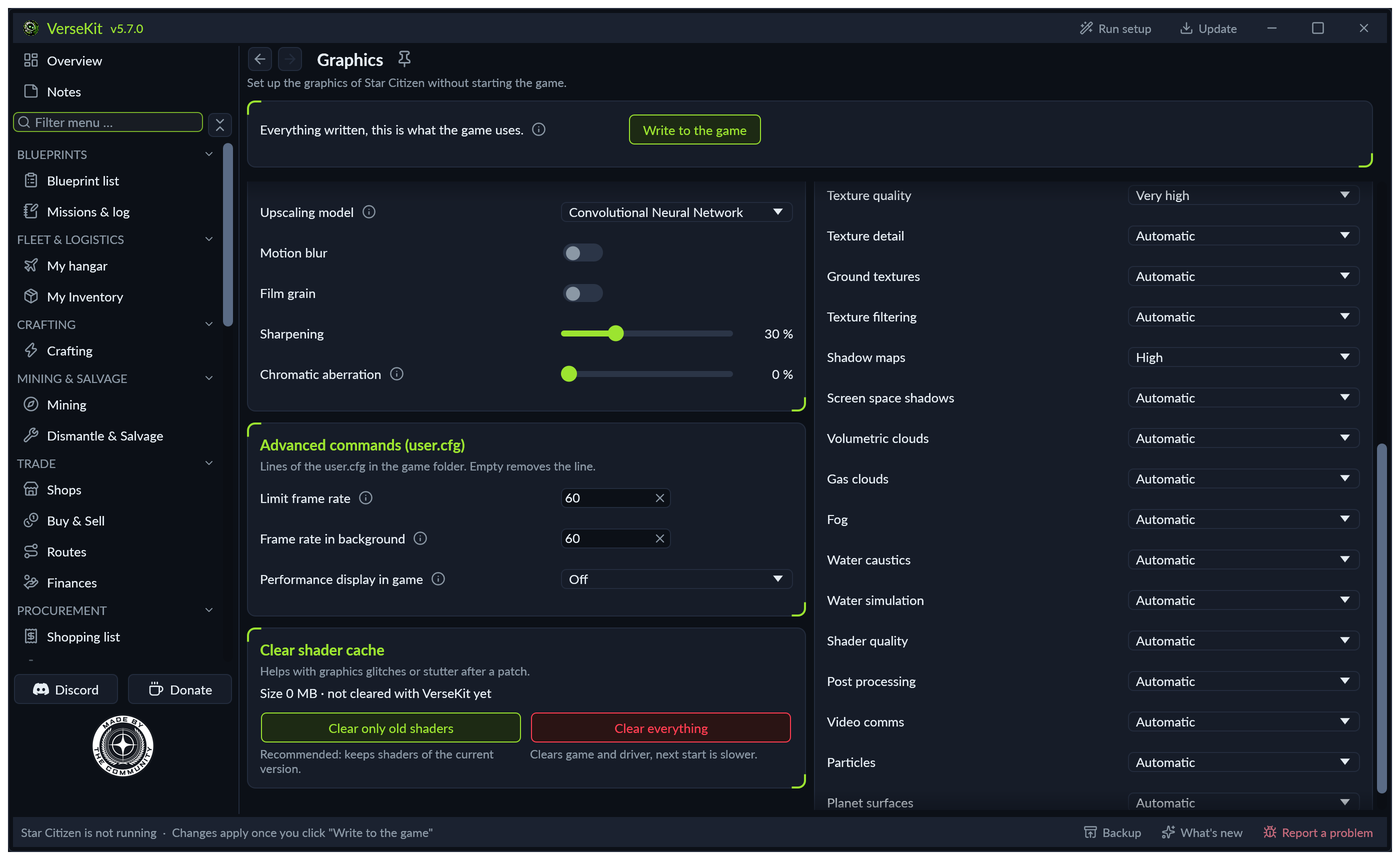 VerseKit v5.7.0
Run setup
Update
Overview
Notes
Filter menu ...
BLUEPRINTS
Blueprint list
Missions & log
FLEET & LOGISTICS
My hangar
My Inventory
CRAFTING
Crafting
MINING & SALVAGE
Mining
Dismantle & Salvage
TRADE
Shops
Buy & Sell
Routes
Finances
PROCUREMENT
Shopping list
Discord
Donate
MADE BY
THE COMMUNITY
Graphics
Set up the graphics of Star Citizen without starting the game.
Everything written, this is what the game uses.
Write to the game
Upscaling model Convolutional Neural Network
Motion blur
Film grain
Sharpening 30 %
Chromatic aberration 0 %
Advanced commands (user.cfg)
Lines of the user.cfg in the game folder. Empty removes the line.
Limit frame rate 60
Frame rate in background 60
Performance display in game Off
Clear shader cache
Helps with graphics glitches or stutter after a patch.
Size 0 MB · not cleared with VerseKit yet
Clear only old shaders
Clear everything
Recommended: keeps shaders of the current
version.
Clears game and driver, next start is slower.
Texture quality Very high
Texture detail Automatic
Ground textures Automatic
Texture filtering Automatic
Shadow maps High
Screen space shadows Automatic
Volumetric clouds Automatic
Gas clouds Automatic
Fog Automatic
Water caustics Automatic
Water simulation Automatic
Shader quality Automatic
Post processing Automatic
Video comms Automatic
Particles Automatic
Planet surfaces Automatic
Star Citizen is not running · Changes apply once you click "Write to the game"
Backup
What's new
Report a problem